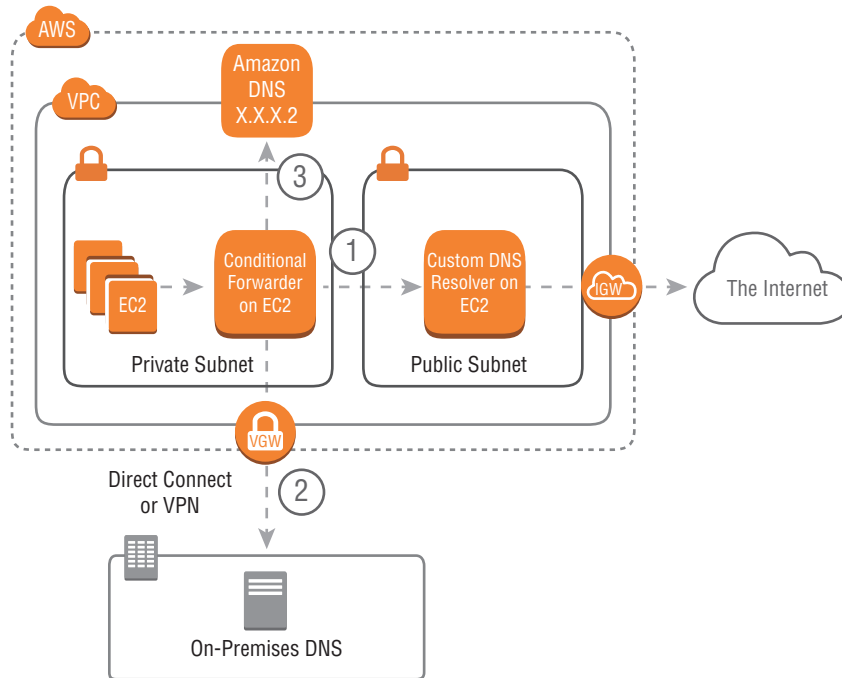 AWS
VPC
Amazon
DNS
X.X.X.2
3
1
EC2
Conditional
Forwarder
on EC2
Custom DNS
Resolver on
EC2
IGW
The Internet
Private Subnet
Public Subnet
VGW
Direct Connect
or VPN
2
On-Premises DNS